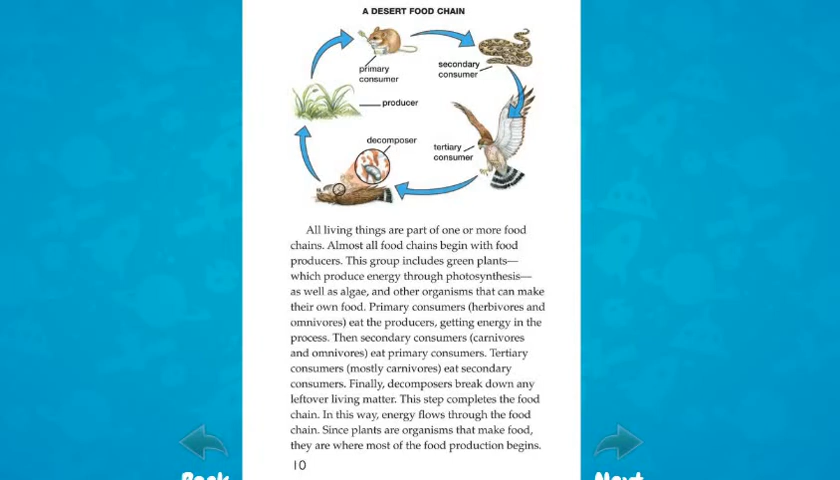 A DESERT FOOD CHAIN
primary
consumer
secondary
consumer
producer
decomposer
tertiary
consumer
All living things are part of one or more food
chains. Almost all food chains begin with food
producers. This group includes green plants—
which produce energy through photosynthesis—
as well as algae, and other organisms that can make
their own food. Primary consumers (herbivores and
omnivores) eat the producers, getting energy in the
process. Then secondary consumers (carnivores
and omnivores) eat primary consumers. Tertiary
consumers (mostly carnivores) eat secondary
consumers. Finally, decomposers break down any
leftover living matter. This step completes the food
chain. In this way, energy flows through the food
chain. Since plants are organisms that make food,
they are where most of the food production begins.
10
Back
Next